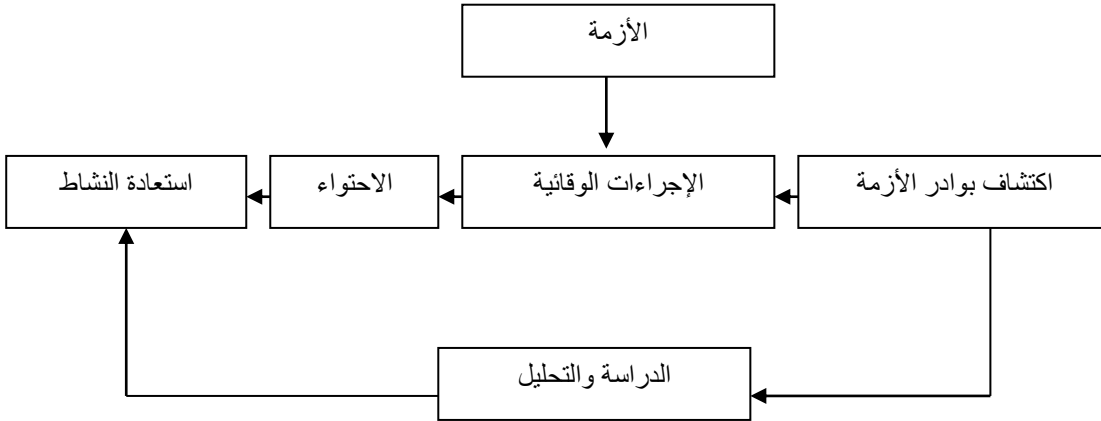 الأزمة
اكتشاف بوادر الأزمة
الإجراءات الوقائية
الاحتواء
استعادة النشاط
الدراسة والتحليل